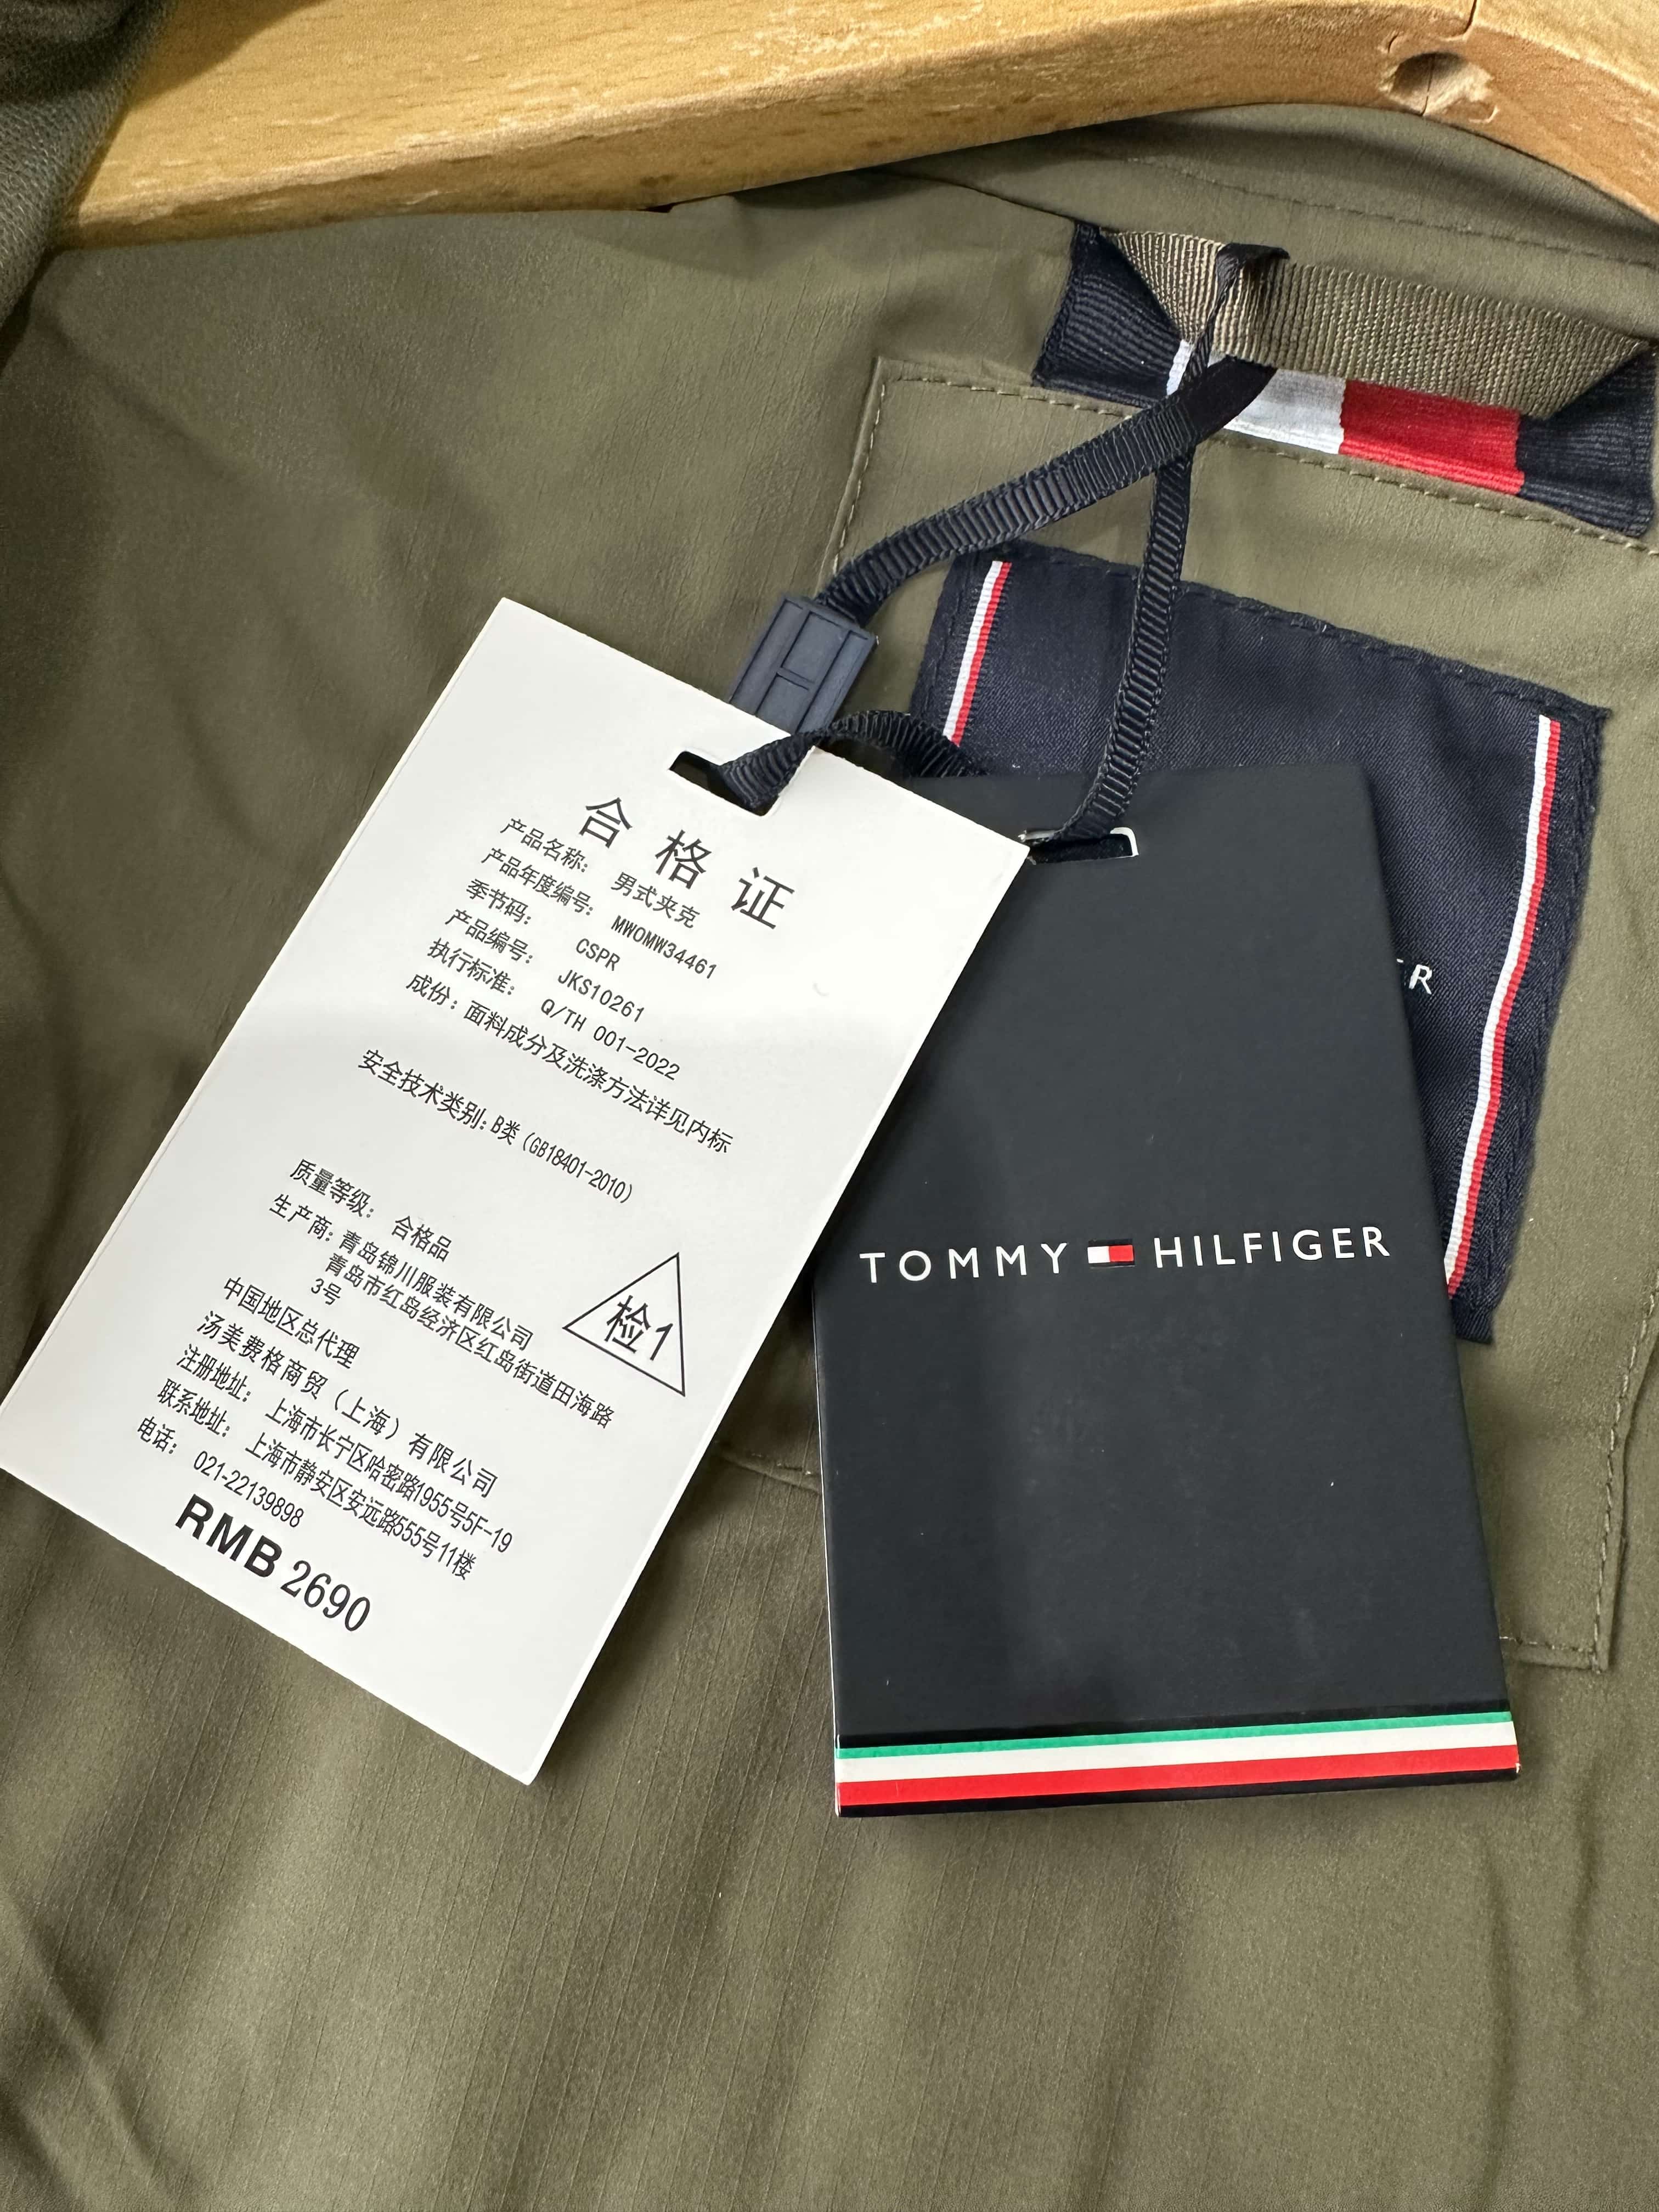 合格证
产品名称： 男式夹克
产品年度编号： MW0MW34461
季节码： CSPR
产品编号： JKS10261
执行标准： Q/TH 001-2022
成份：面料成分及洗涤方法详见内标
安全技术类别：B类（GB18401-2010）
质量等级： 合格品
生产商：青岛锦川服装有限公司
青岛市红岛经济区红岛街道田海路
3号
检1
中国地区总代理
汤美费格商贸（上海）有限公司
注册地址： 上海市长宁区哈密路1955号5F-19
联系地址： 上海市静安区安远路555号11楼
电话： 021-22139898
RMB 2690
TOMMY HILFIGER
ER